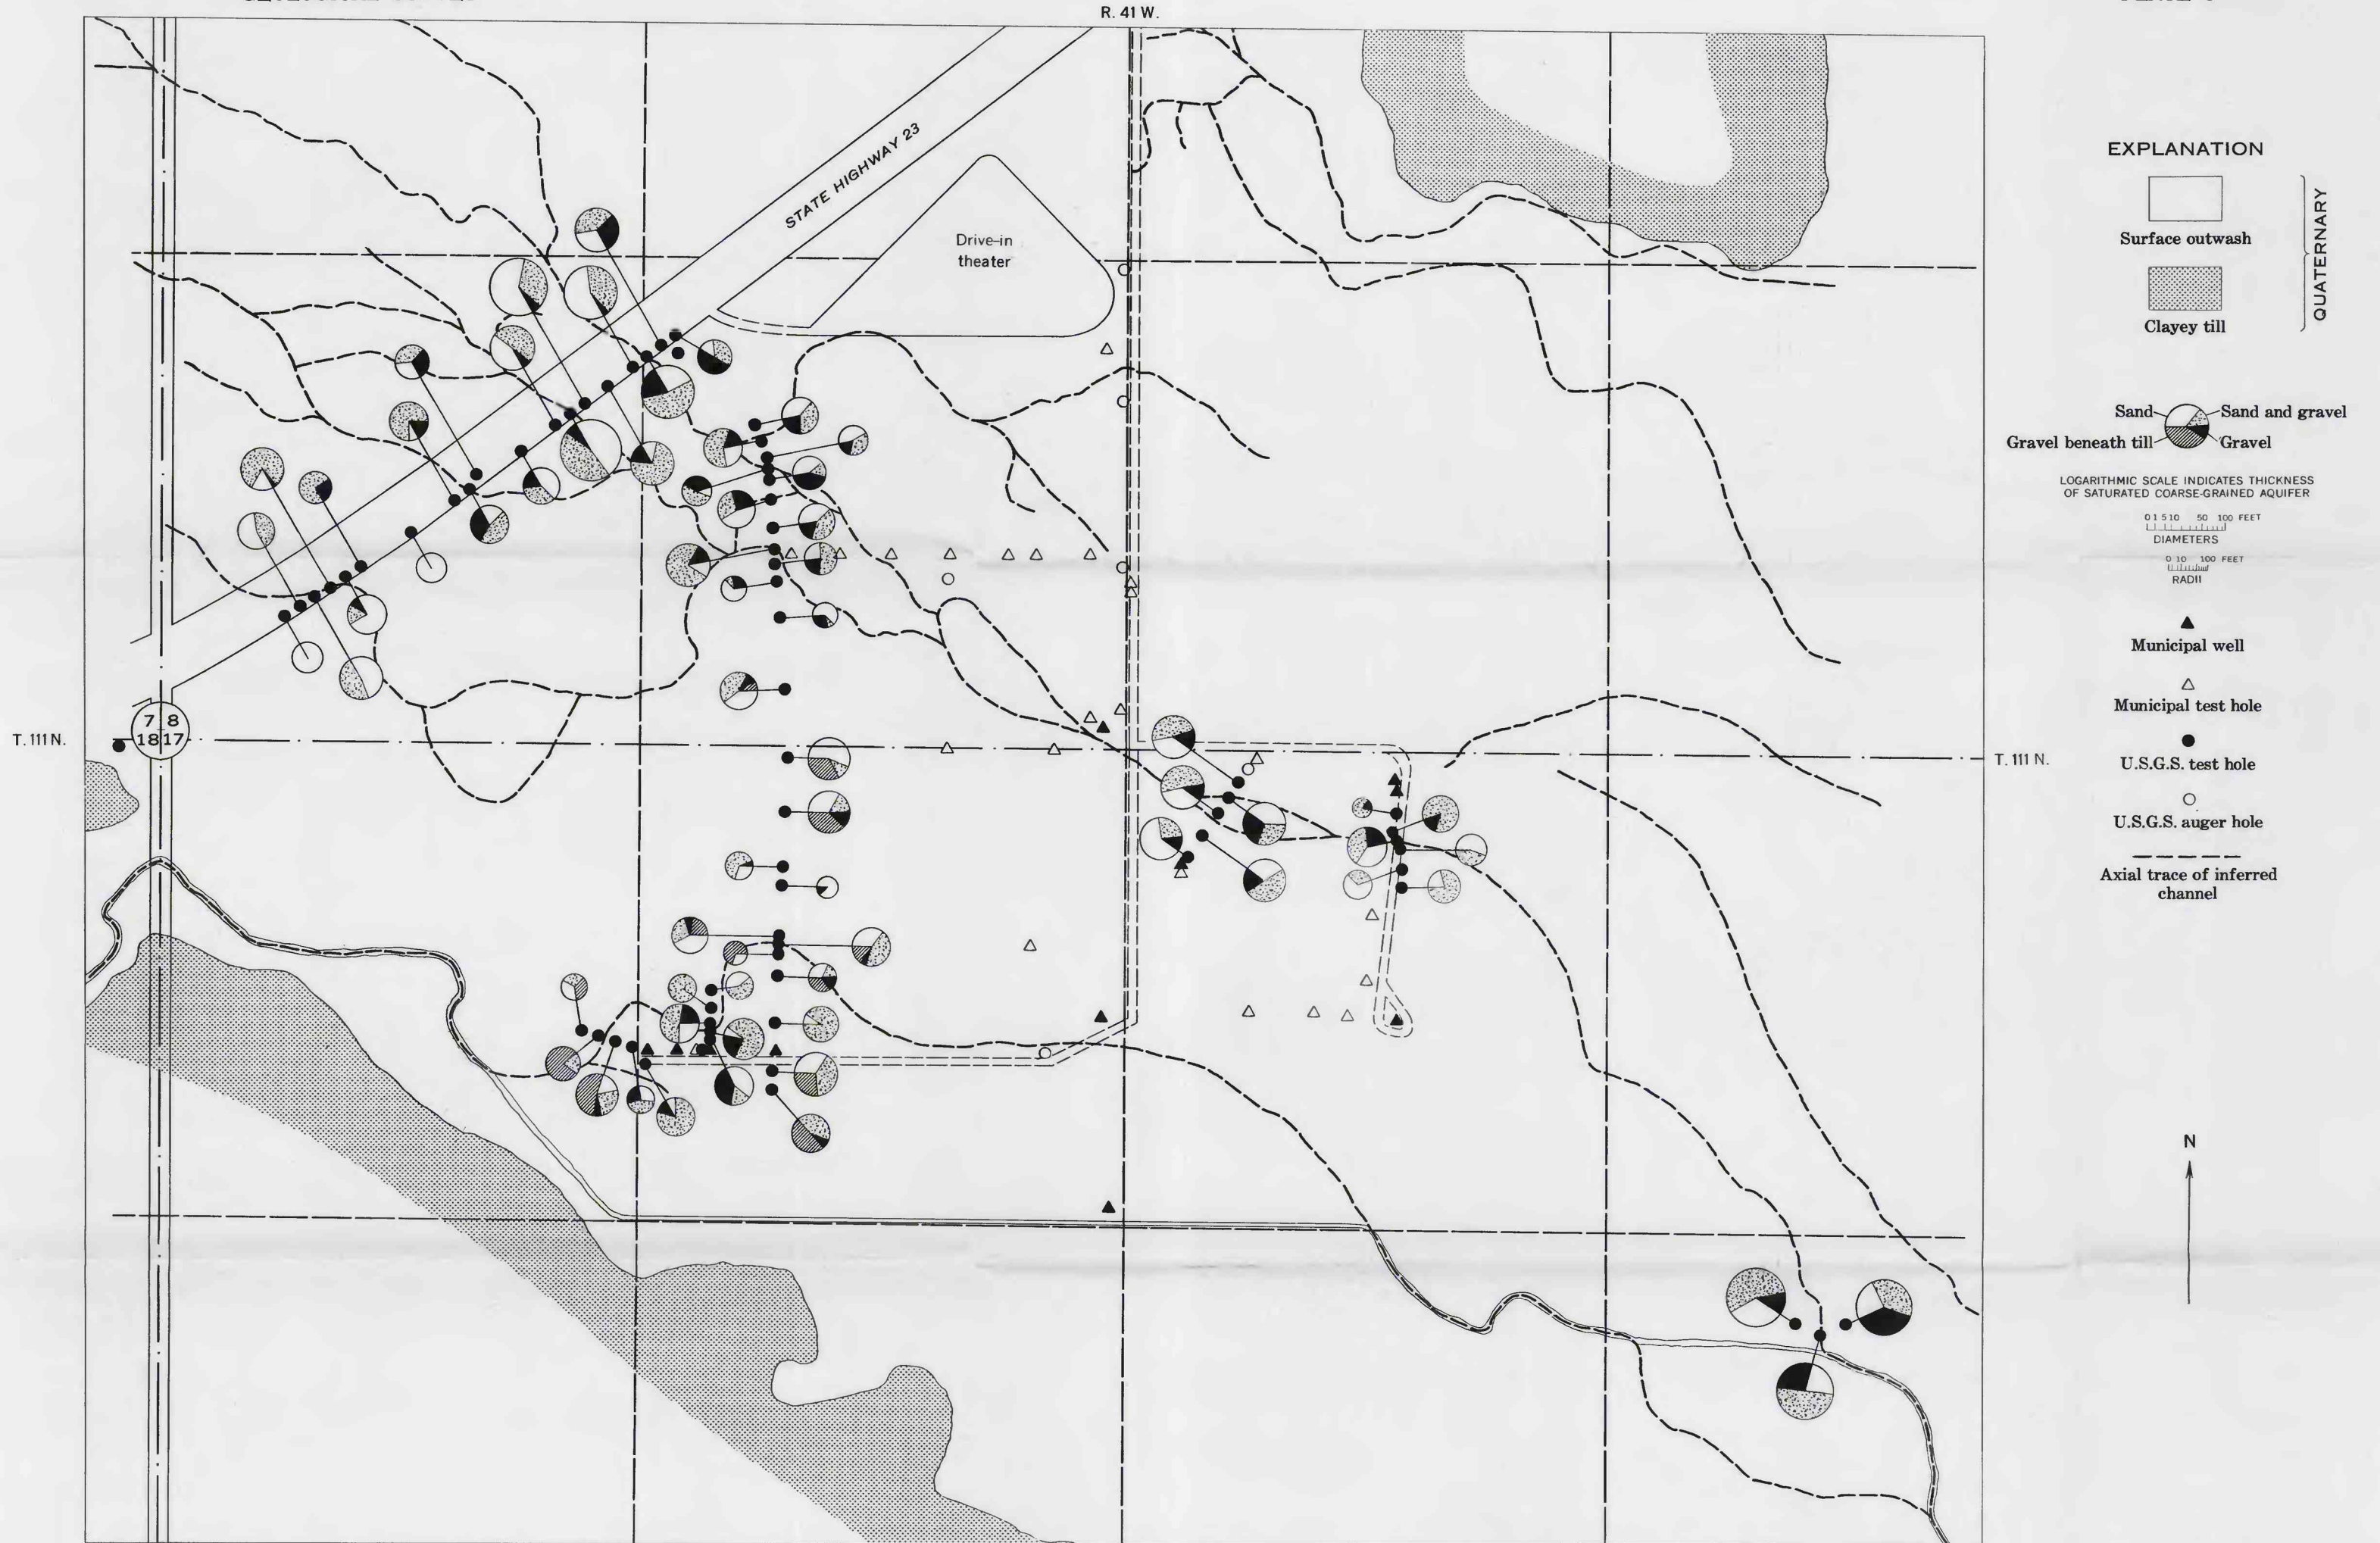 R. 41 W.
STATE HIGHWAY 23
Drive-in
theater
T. 111 N.
7 8
18 17
T. 111 N.
EXPLANATION
Surface outwash
Clayey till
QUATERNARY
Sand
Sand and gravel
Gravel beneath till
Gravel
LOGARITHMIC SCALE INDICATES THICKNESS
OF SATURATED COARSE-GRAINED AQUIFER
0 1 5 10 50 100 FEET
DIAMETERS
0 10 100 FEET
RADII
Municipal well
Municipal test hole
U.S.G.S. test hole
U.S.G.S. auger hole
Axial trace of inferred
channel
N